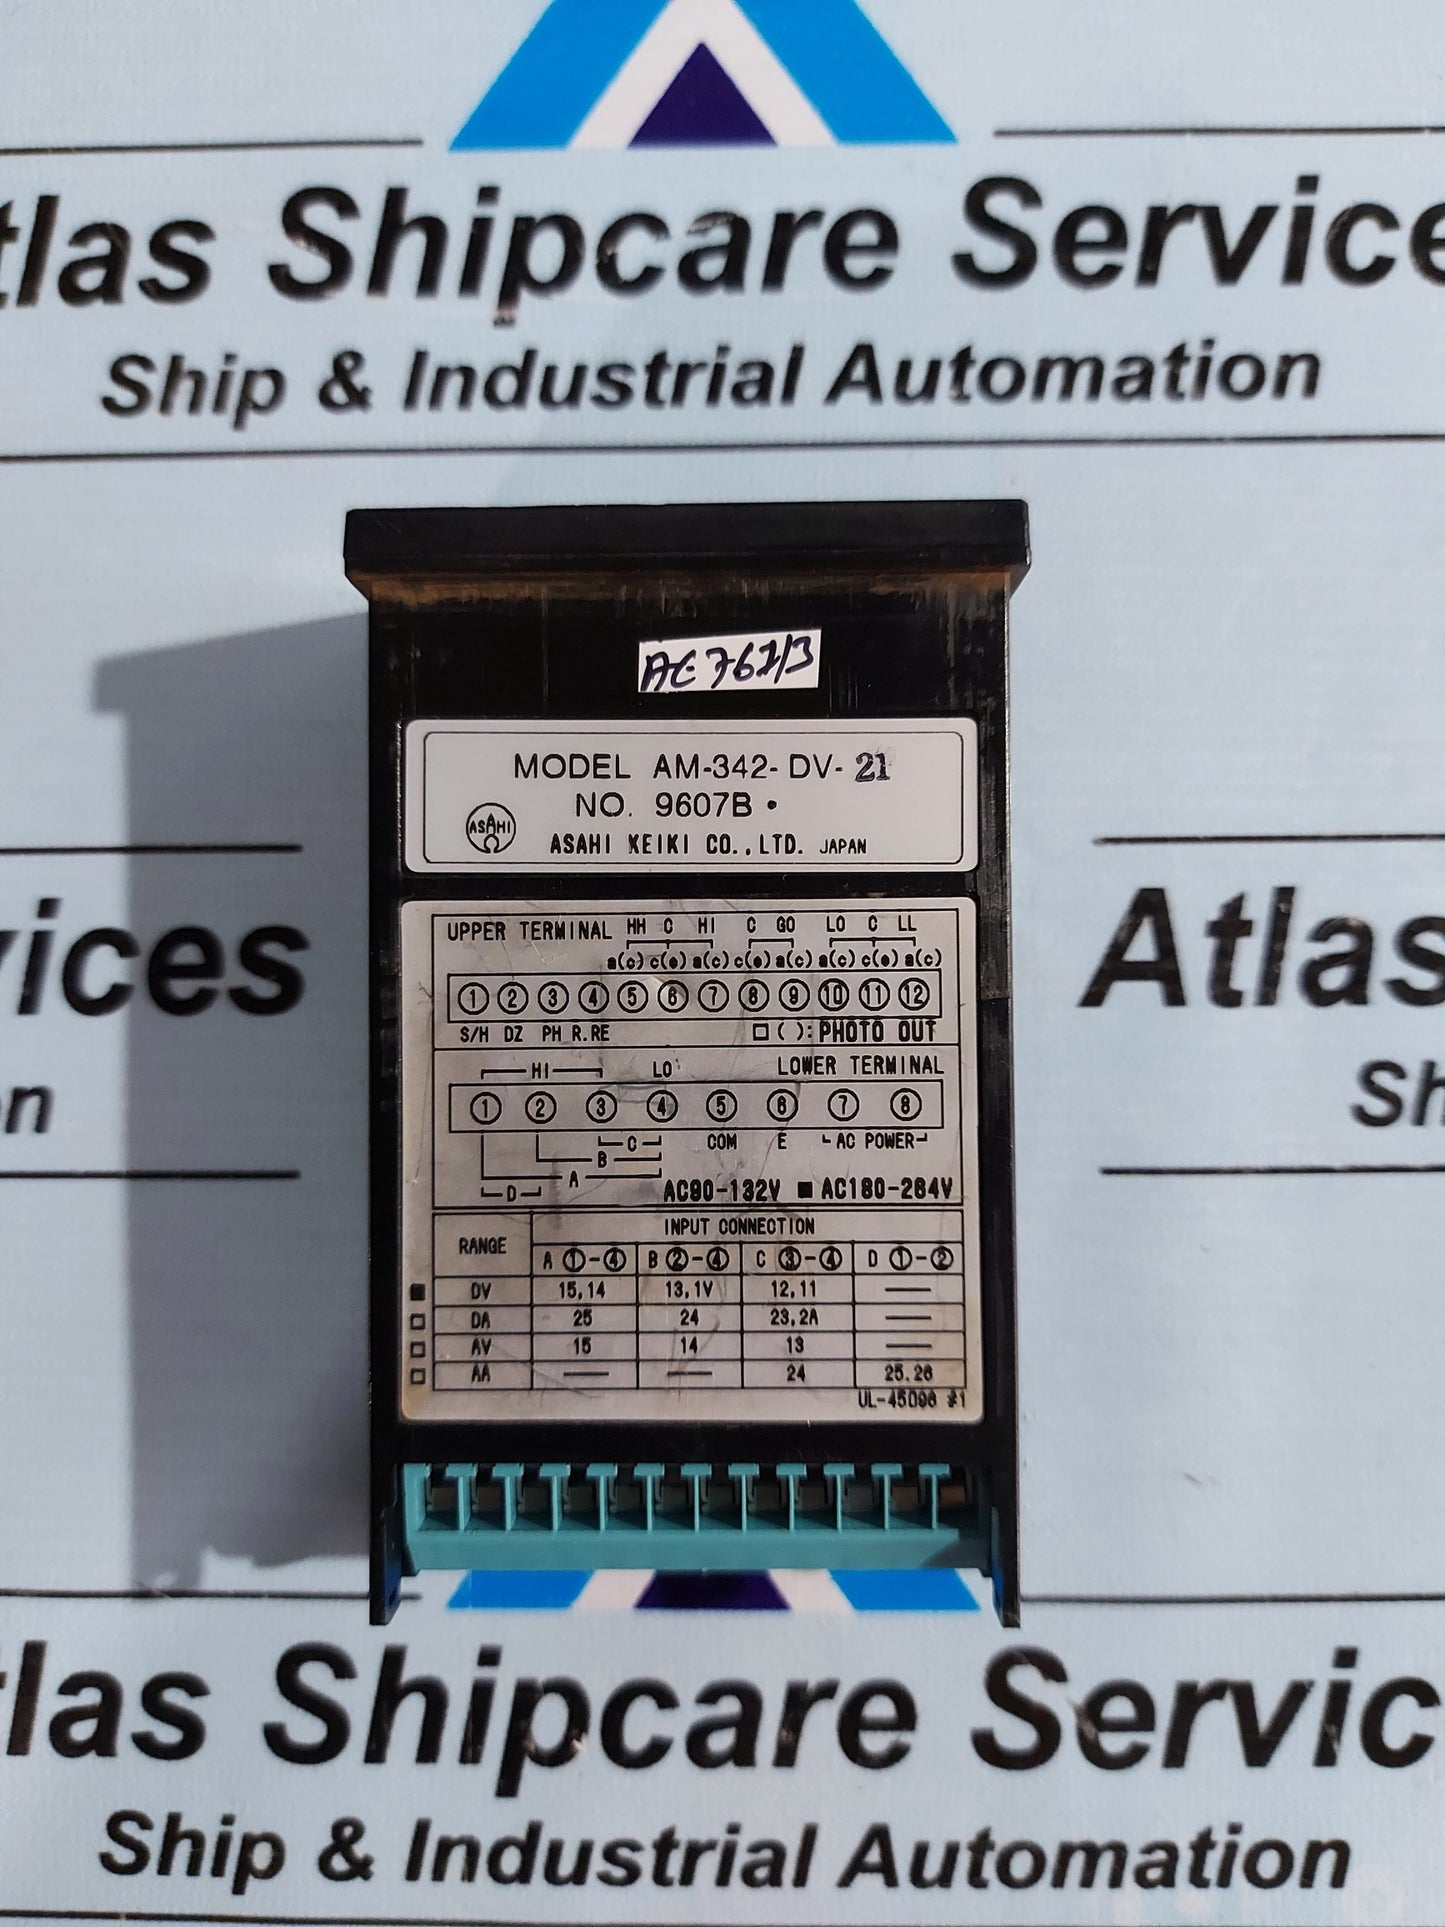 tlas Shipcare Service
Ship & Industrial Automation
AE 761/3
MODEL AM-342-DV-21
NO. 9607B •
ASAHI
ASAHI KEIKI CO., LTD. JAPAN
UPPER TERMINAL HH C HI C GO LO C LL
a(c) c(e) a(c) c(e) a(c) a(c) c(e) a(c)
① ② ③ ④ ⑤ ⑥ ⑦ ⑧ ⑨ ⑩ ⑪ ⑫
S/H DZ PH R.RE □( ): PHOTO OUT
HI LO LOWER TERMINAL
① ② ③ ④ ⑤ ⑥ ⑦ ⑧
C COM E AC POWER
B
A
D AC90-132V ■ AC180-264V
RANGE INPUT CONNECTION
A ①-④ B ②-④ C ③-④ D ①-②
■ DV 15,14 13,1V 12,11 —
□ DA 25 24 23,2A —
□ AV 15 14 13 —
□ AA — — 24 25.26
UL-45096 #1
vices Atlas
on Sh
tlas Shipcare Servic
Ship & Industrial Automation